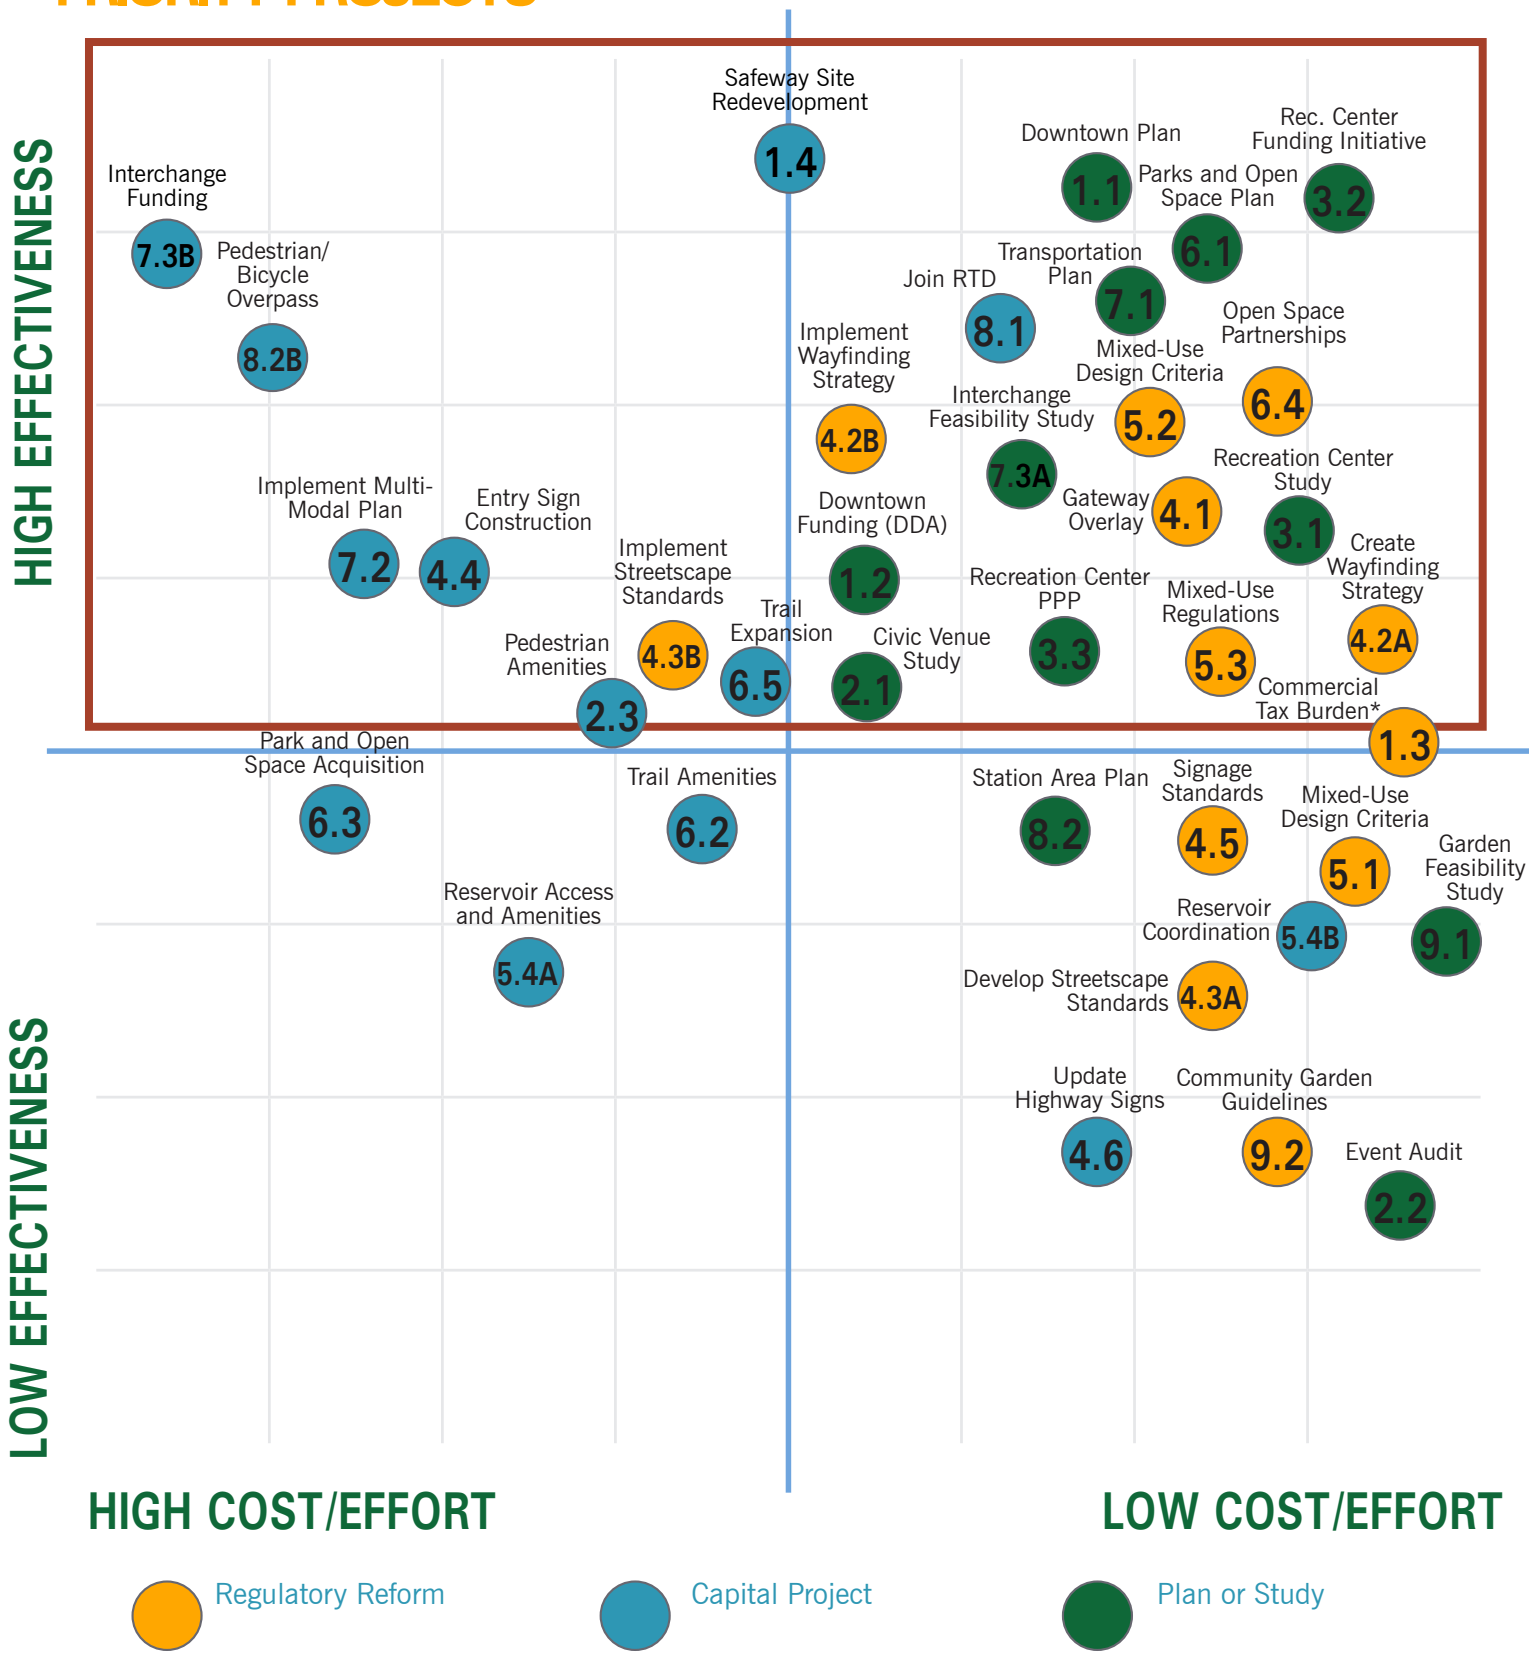 PRIORITY PROJECTS
HIGH EFFECTIVENESS
LOW EFFECTIVENESS
Safeway Site
Redevelopment
1.4
Interchange
Funding
7.3B
Pedestrian/
Bicycle
Overpass
8.2B
Downtown Plan
1.1
Rec. Center
Funding Initiative
3.2
Parks and Open
Space Plan
6.1
Transportation
Plan
7.1
Join RTD
8.1
Open Space
Partnerships
6.4
Implement
Wayfinding
Strategy
4.2B
Mixed-Use
Design Criteria
5.2
Interchange
Feasibility Study
7.3A
Recreation Center
Study
3.1
Gateway
Overlay
4.1
Implement Multi-
Modal Plan
7.2
Entry Sign
Construction
4.4
Downtown
Funding (DDA)
1.2
Create
Wayfinding
Strategy
4.2A
Implement
Streetscape
Standards
4.3B
Recreation Center
PPP
3.3
Mixed-Use
Regulations
5.3
Trail
Expansion
6.5
Civic Venue
Study
2.1
Pedestrian
Amenities
2.3
Commercial
Tax Burden*
1.3
Park and Open
Space Acquisition
6.3
Trail Amenities
6.2
Station Area Plan
8.2
Signage
Standards
4.5
Mixed-Use
Design Criteria
5.1
Garden
Feasibility
Study
9.1
Reservoir Access
and Amenities
5.4A
Reservoir
Coordination
5.4B
Develop Streetscape
Standards
4.3A
Update
Highway Signs
4.6
Community Garden
Guidelines
9.2
Event Audit
2.2
HIGH COST/EFFORT
LOW COST/EFFORT
Regulatory Reform
Capital Project
Plan or Study